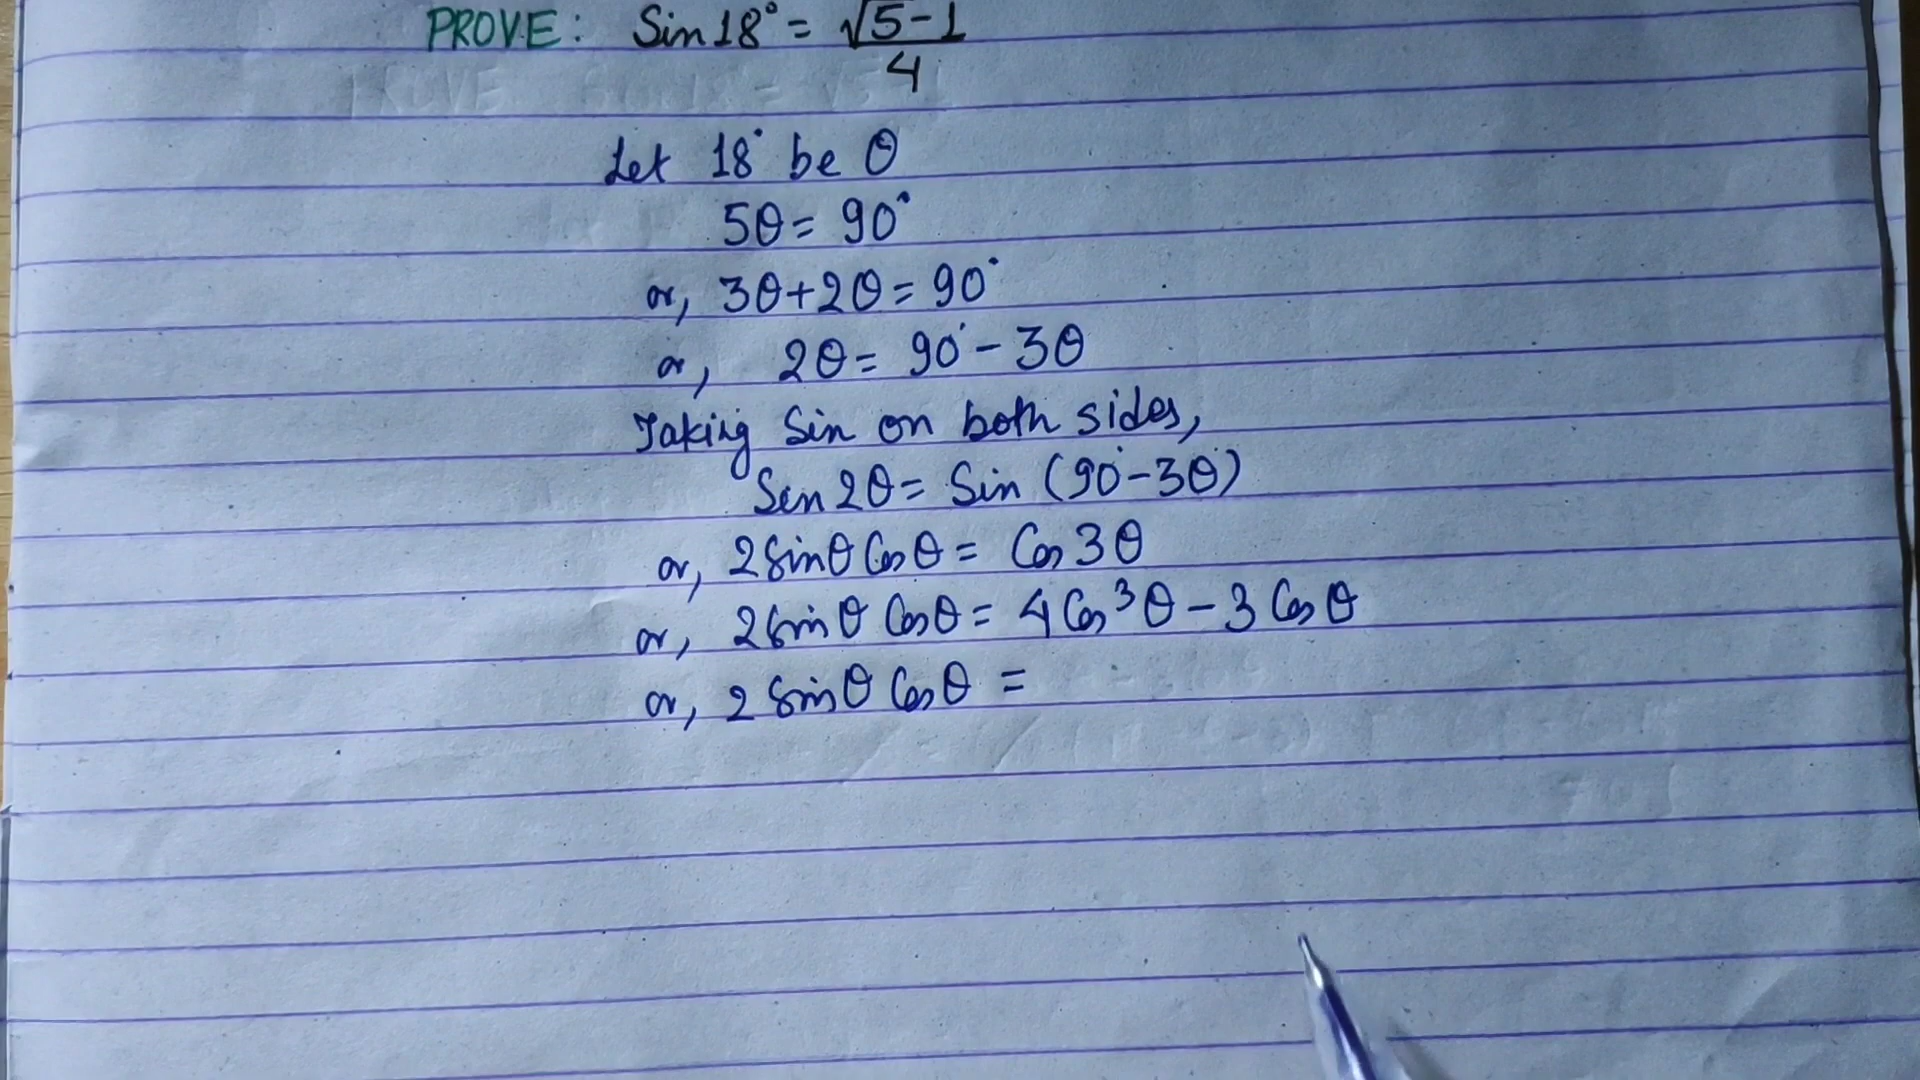 PROVE: Sin18° = √5-1
4
Let 18° be θ
5θ = 90°
or, 3θ+2θ = 90°
or, 2θ = 90° - 3θ
Taking Sin on both sides,
Sin 2θ = Sin (90°-3θ)
or, 2 Sinθ Cosθ = Cos 3θ
or, 2 Sinθ Cosθ = 4 Cos³θ - 3 Cosθ
or, 2 Sinθ Cosθ =